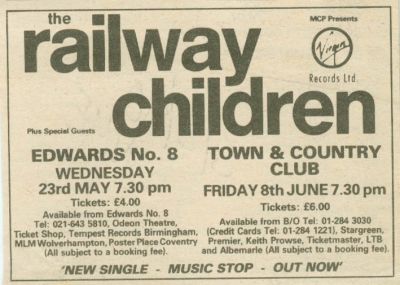 the
MCP Presents
railway
Virgin
Records Ltd.
children
Plus Special Guests
EDWARDS No. 8
WEDNESDAY
23rd MAY 7.30 pm
Tickets: £4.00
Available from Edwards No. 8
Tel: 021-643 5810, Odeon Theatre,
Ticket Shop, Tempest Records Birmingham,
MLM Wolverhampton, Poster Place Coventry
(All subject to a booking fee).
TOWN & COUNTRY
CLUB
FRIDAY 8th JUNE 7.30 pm
Tickets: £6.00
Available from B/O Tel: 01-284 3030
(Credit Cards Tel: 01-284 1221), Stargreen,
Premier, Keith Prowse, Ticketmaster, LTB
and Albemarle (All subject to a booking fee).
'NEW SINGLE - MUSIC STOP - OUT NOW'